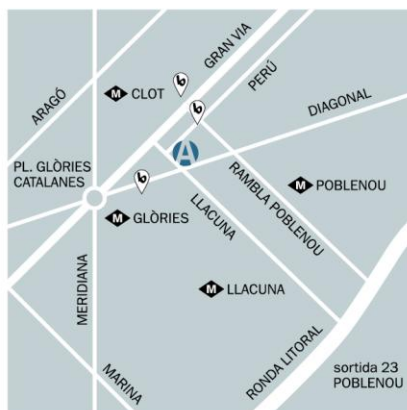 GRAN VIA
ARAGÓ
M CLOT
PERÚ
DIAGONAL
PL. GLÒRIES
CATALANES
A
RAMBLA POBLENOU
M POBLENOU
M GLÒRIES
LLACUNA
M LLACUNA
MERIDIANA
MARINA
RONDA LITORAL
sortida 23
POBLENOU